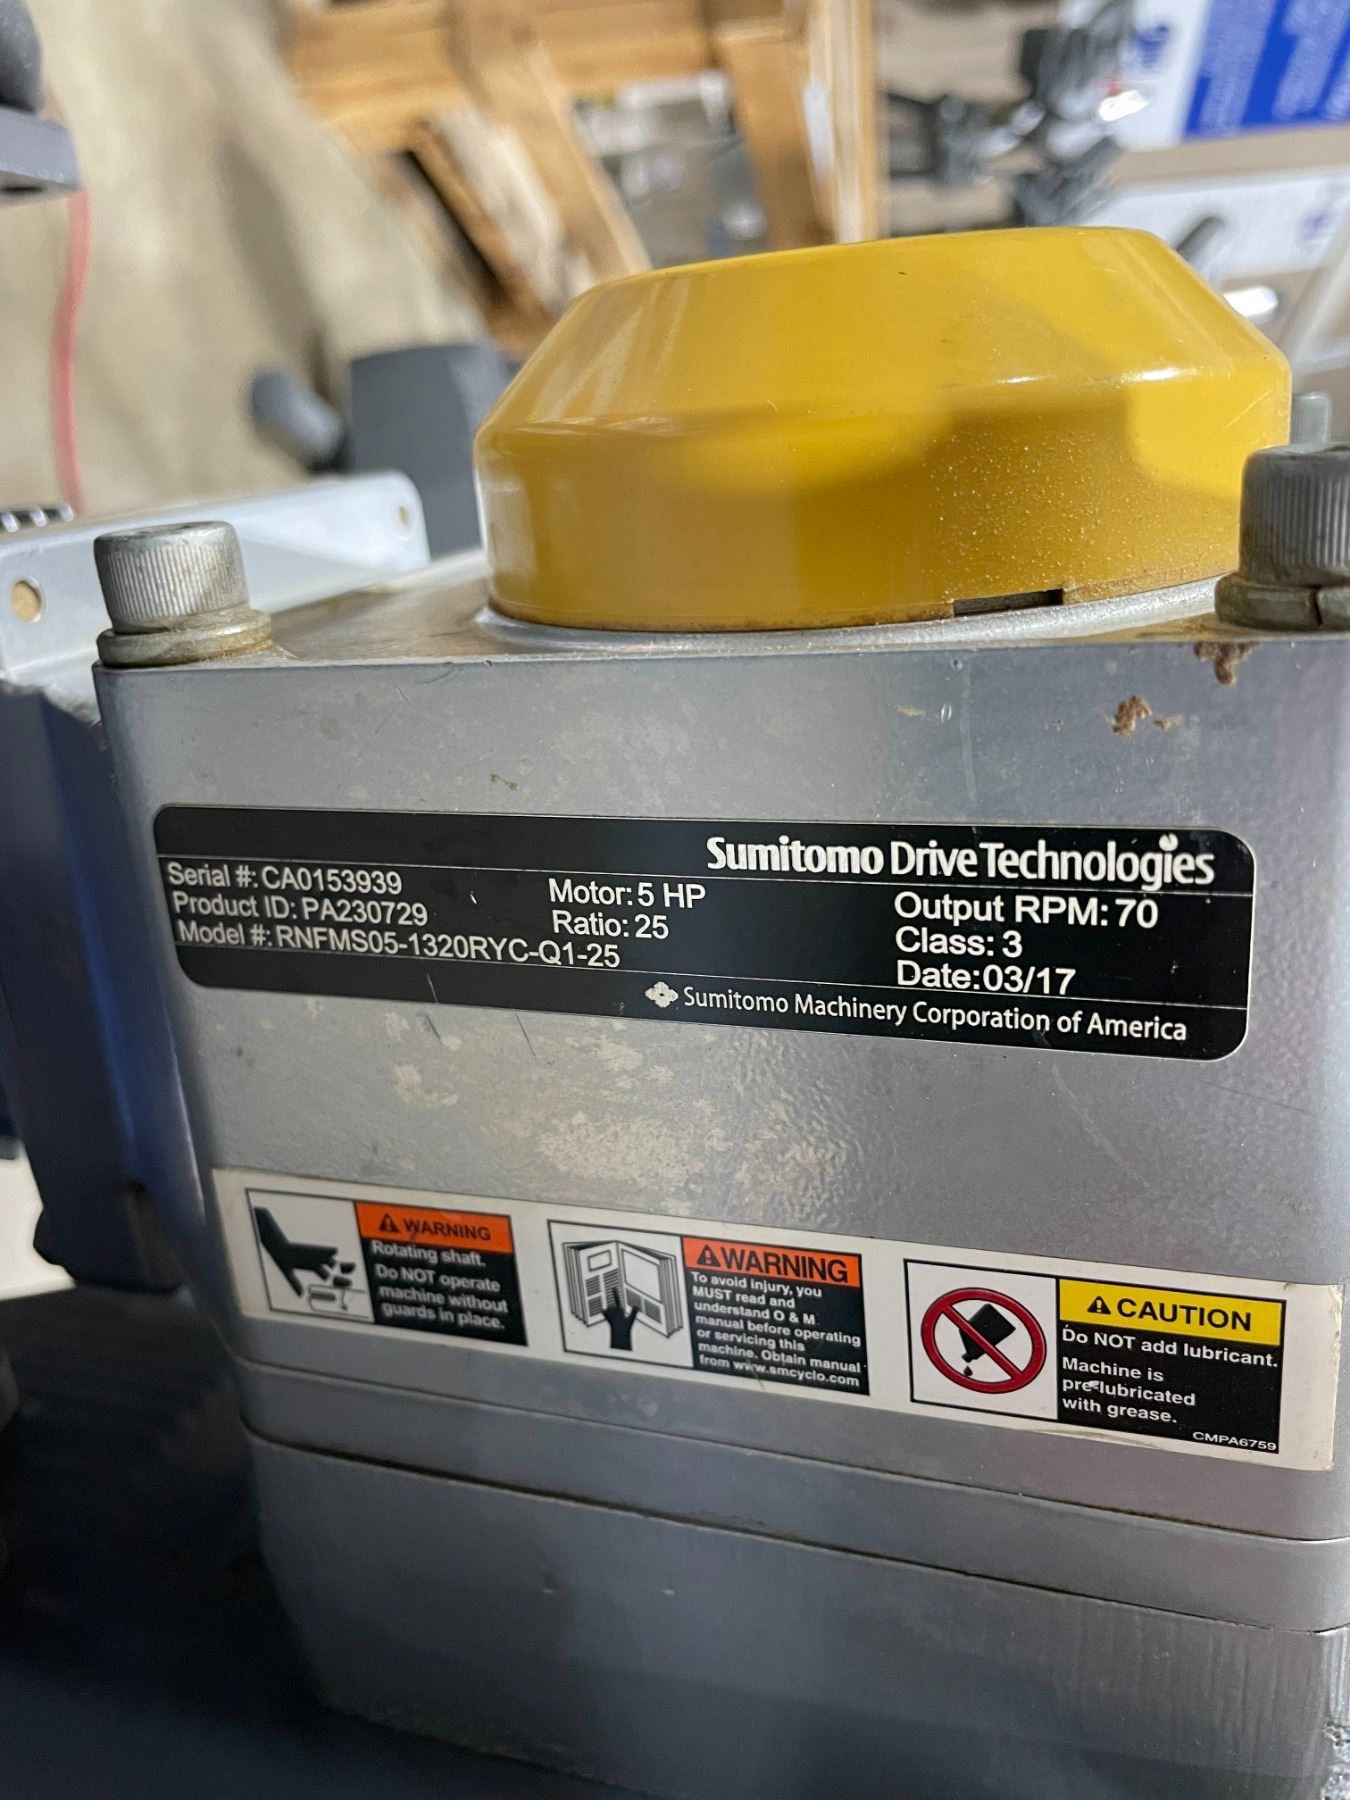 Sumitomo Drive Technologies
Serial #: CA0153939
Motor: 5 HP
Output RPM: 70
Product ID: PA230729
Ratio: 25
Class: 3
Model #: RNFMS05-1320RYC-Q1-25
Date:03/17
Sumitomo Machinery Corporation of America
WARNING
Rotating shaft.
Do NOT operate
machine without
guards in place.
WARNING
To avoid injury, you
MUST read and
understand O & M
manual before operating
or servicing this
machine. Obtain manual
from www.smcyclo.com
CAUTION
Do NOT add lubricant.
Machine is
pre-lubricated
with grease.
CMPA6759